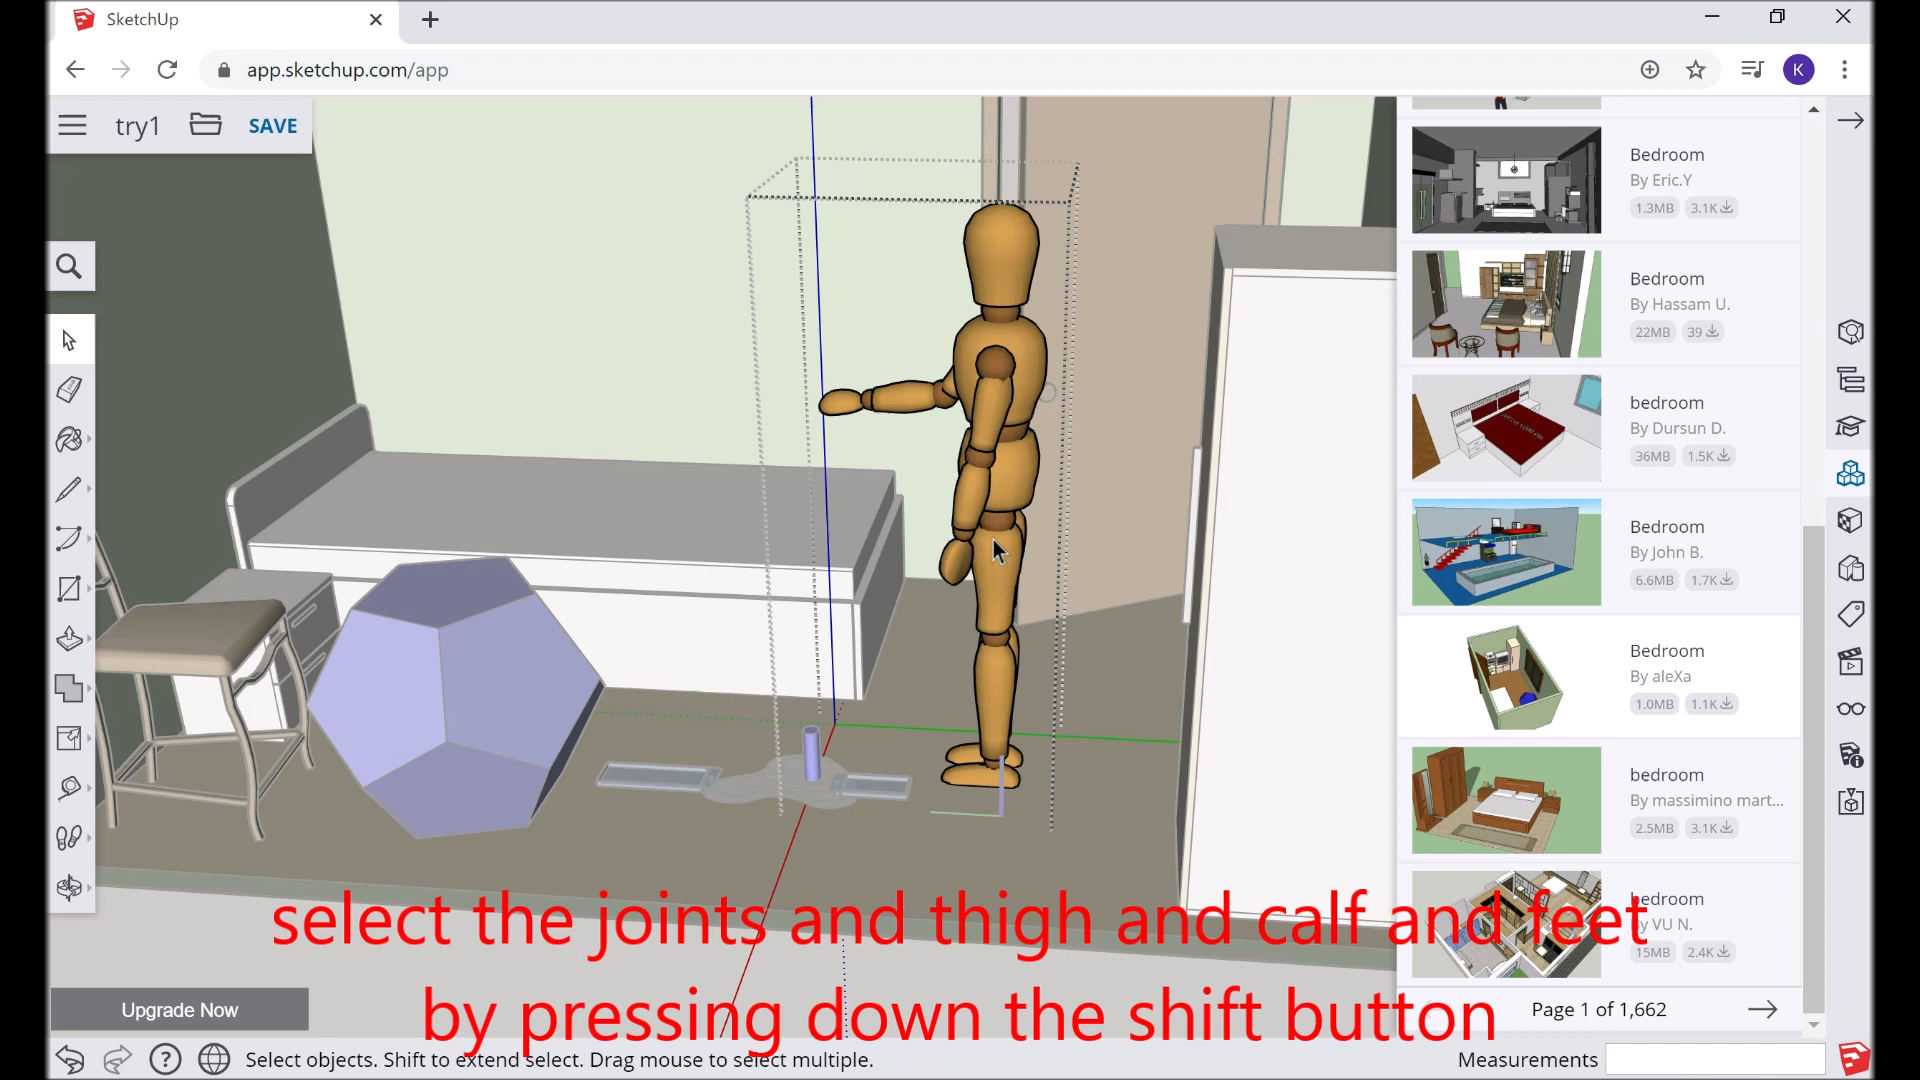 SketchUp
app.sketchup.com/app
K
try1
SAVE
Bedroom
By Eric.Y
1.3MB 3.1K
Bedroom
By Hassam U.
22MB 39
bedroom
By Dursun D.
36MB 1.5K
Bedroom
By John B.
6.6MB 1.7K
Bedroom
By aleXa
1.0MB 1.1K
bedroom
By massimino mart...
2.5MB 3.1K
bedroom
By VU N.
15MB 2.4K
select the joints and thigh and calf and feet
by pressing down the shift button
Upgrade Now
Page 1 of 1,662
Select objects. Shift to extend select. Drag mouse to select multiple.
Measurements